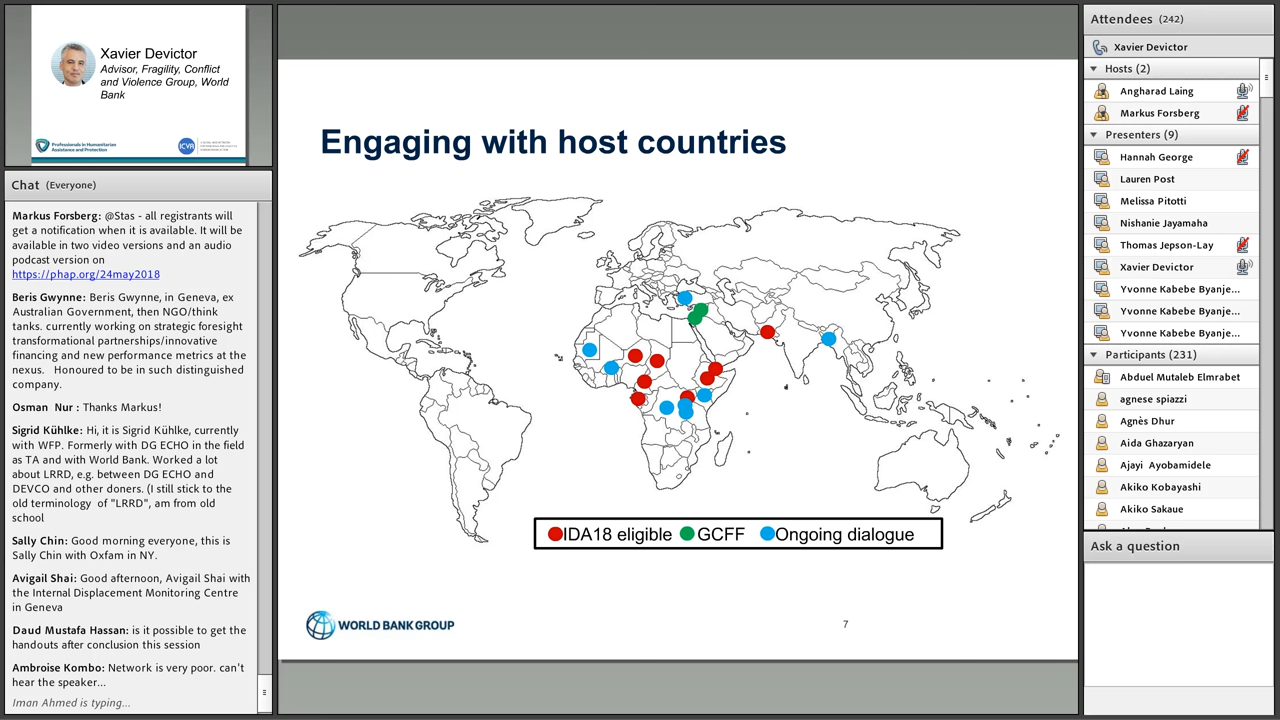 Xavier Devictor
Advisor, Fragility, Conflict
and Violence Group, World
Bank
Professionals in Humanitarian
Assistance and Protection
ICVA
Chat (Everyone)
Markus Forsberg: @Stas - all registrants will
get a notification when it is available. It will be
available in two video versions and an audio
podcast version on
https://phap.org/24may2018
Beris Gwynne: Beris Gwynne, in Geneva, ex
Australian Government, then NGO/think
tanks. currently working on strategic foresight
transformational partnerships/innovative
financing and new performance metrics at the
nexus. Honoured to be in such distinguished
company.
Osman Nur : Thanks Markus!
Sigrid Kühlke: Hi, it is Sigrid Kühlke, currently
with WFP. Formerly with DG ECHO in the field
as TA and with World Bank. Worked a lot
about LRRD, e.g. between DG ECHO and
DEVCO and other doners. (I still stick to the
old terminology of "LRRD", am from old
school
Sally Chin: Good morning everyone, this is
Sally Chin with Oxfam in NY.
Avigail Shai: Good afternoon, Avigail Shai with
the Internal Displacement Monitoring Centre
in Geneva
Daud Mustafa Hassan: is it possible to get the
handouts after conclusion this session
Ambroise Kombo: Network is very poor. can't
hear the speaker...
Iman Ahmed is typing...
Engaging with host countries
IDA18 eligible GCFF Ongoing dialogue
WORLD BANK GROUP
7
Attendees (242)
Xavier Devictor
Hosts (2)
Angharad Laing
Markus Forsberg
Presenters (9)
Hannah George
Lauren Post
Melissa Pitotti
Nishanie Jayamaha
Thomas Jepson-Lay
Xavier Devictor
Yvonne Kabebe Byanje...
Yvonne Kabebe Byanje...
Yvonne Kabebe Byanje...
Participants (231)
Abduel Mutaleb Elmrabet
agnese spiazzi
Agnès Dhur
Aida Ghazaryan
Ajayi Ayobamidele
Akiko Kobayashi
Akiko Sakaue
Ask a question